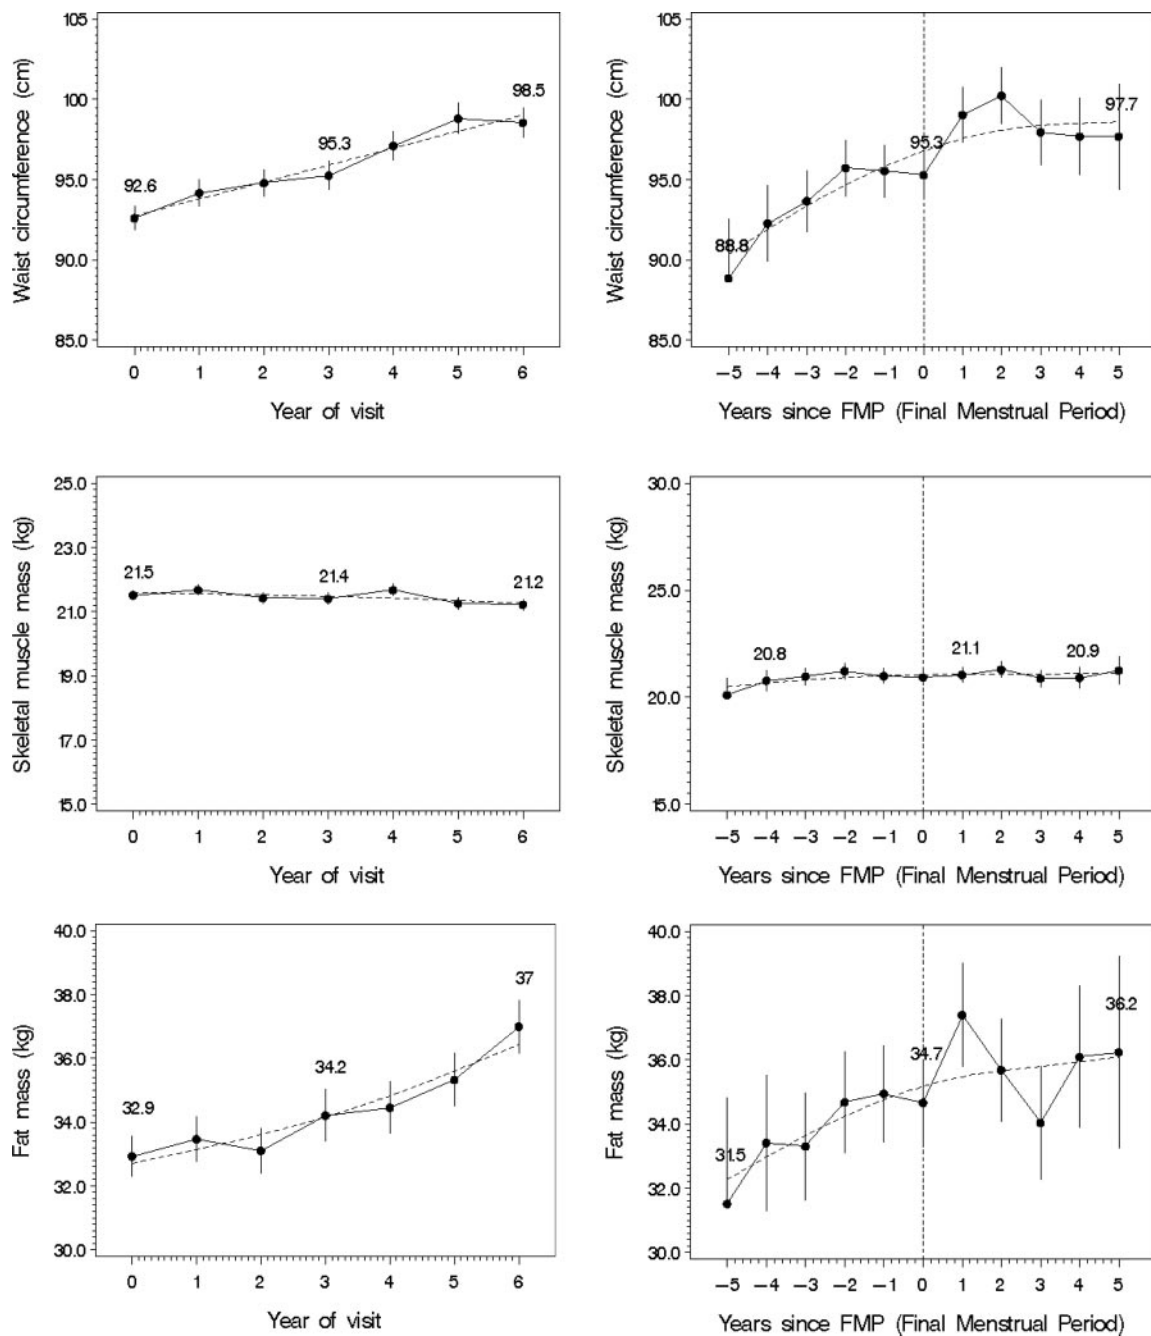 105
100
95.0
90.0
85.0
Waist circumference (cm)
92.6
95.3
98.5
0 1 2 3 4 5 6
Year of visit
105
100
95.0
90.0
85.0
Waist circumference (cm)
88.8
95.3
97.7
−5 −4 −3 −2 −1 0 1 2 3 4 5
Years since FMP (Final Menstrual Period)
25.0
23.0
21.0
19.0
17.0
15.0
Skeletal muscle mass (kg)
21.5
21.4
21.2
0 1 2 3 4 5 6
Year of visit
30.0
25.0
20.0
15.0
Skeletal muscle mass (kg)
20.8
21.1
20.9
−5 −4 −3 −2 −1 0 1 2 3 4 5
Years since FMP (Final Menstrual Period)
40.0
38.0
36.0
34.0
32.0
30.0
Fat mass (kg)
32.9
34.2
37
0 1 2 3 4 5 6
Year of visit
40.0
38.0
36.0
34.0
32.0
30.0
Fat mass (kg)
31.5
34.7
36.2
−5 −4 −3 −2 −1 0 1 2 3 4 5
Years since FMP (Final Menstrual Period)